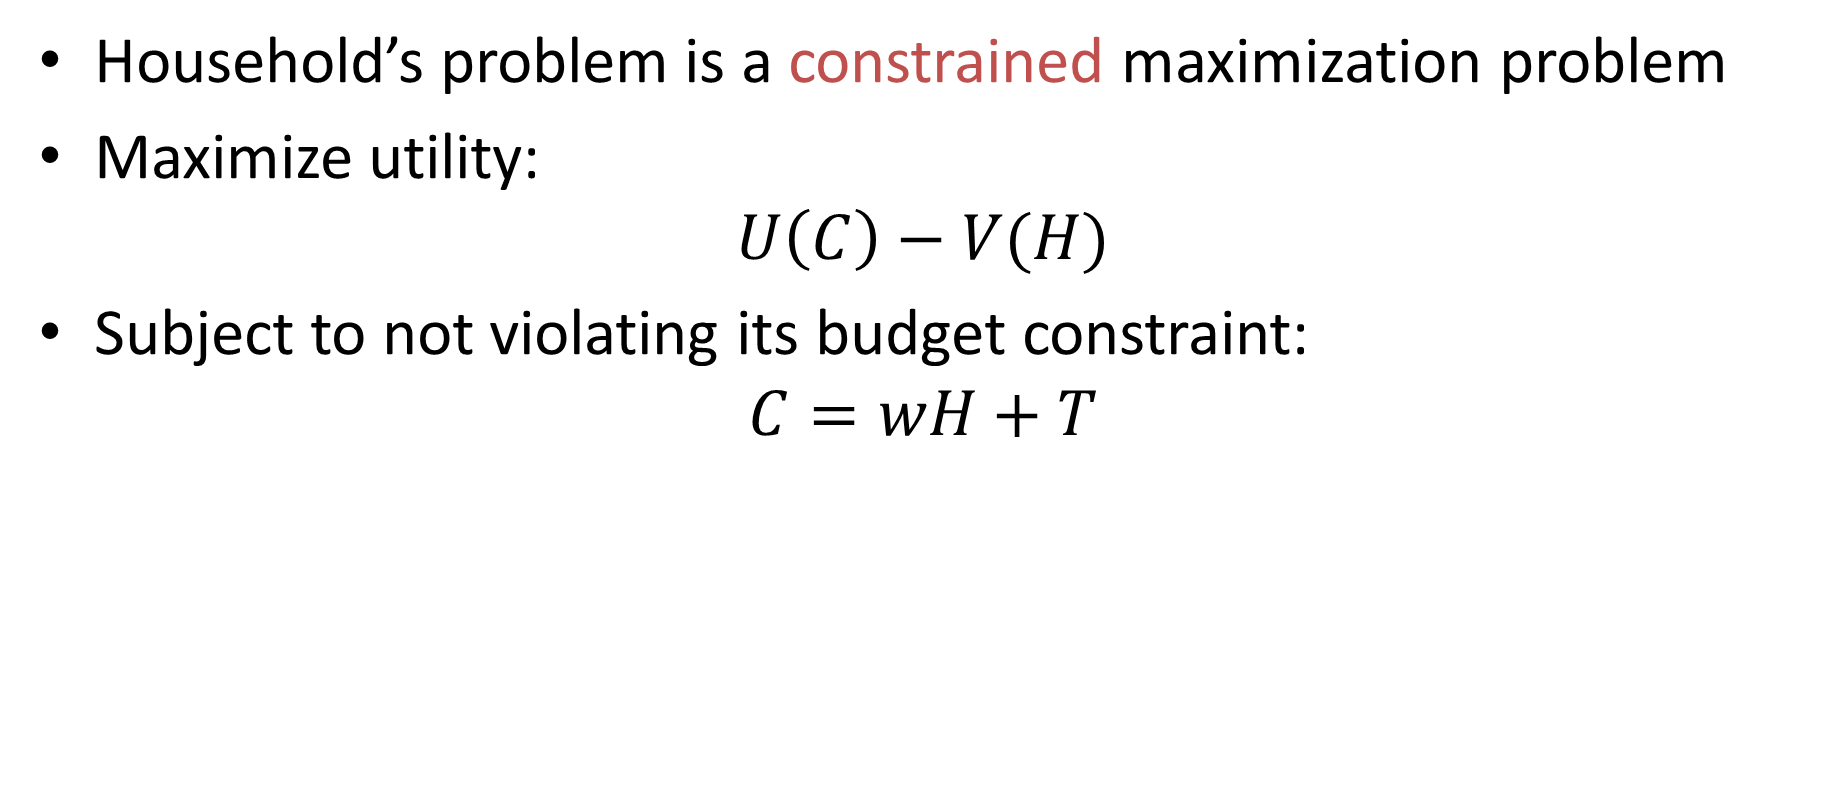 • Household’s problem is a constrained maximization problem
• Maximize utility:
U(C) − V(H)
• Subject to not violating its budget constraint:
C = wH + T